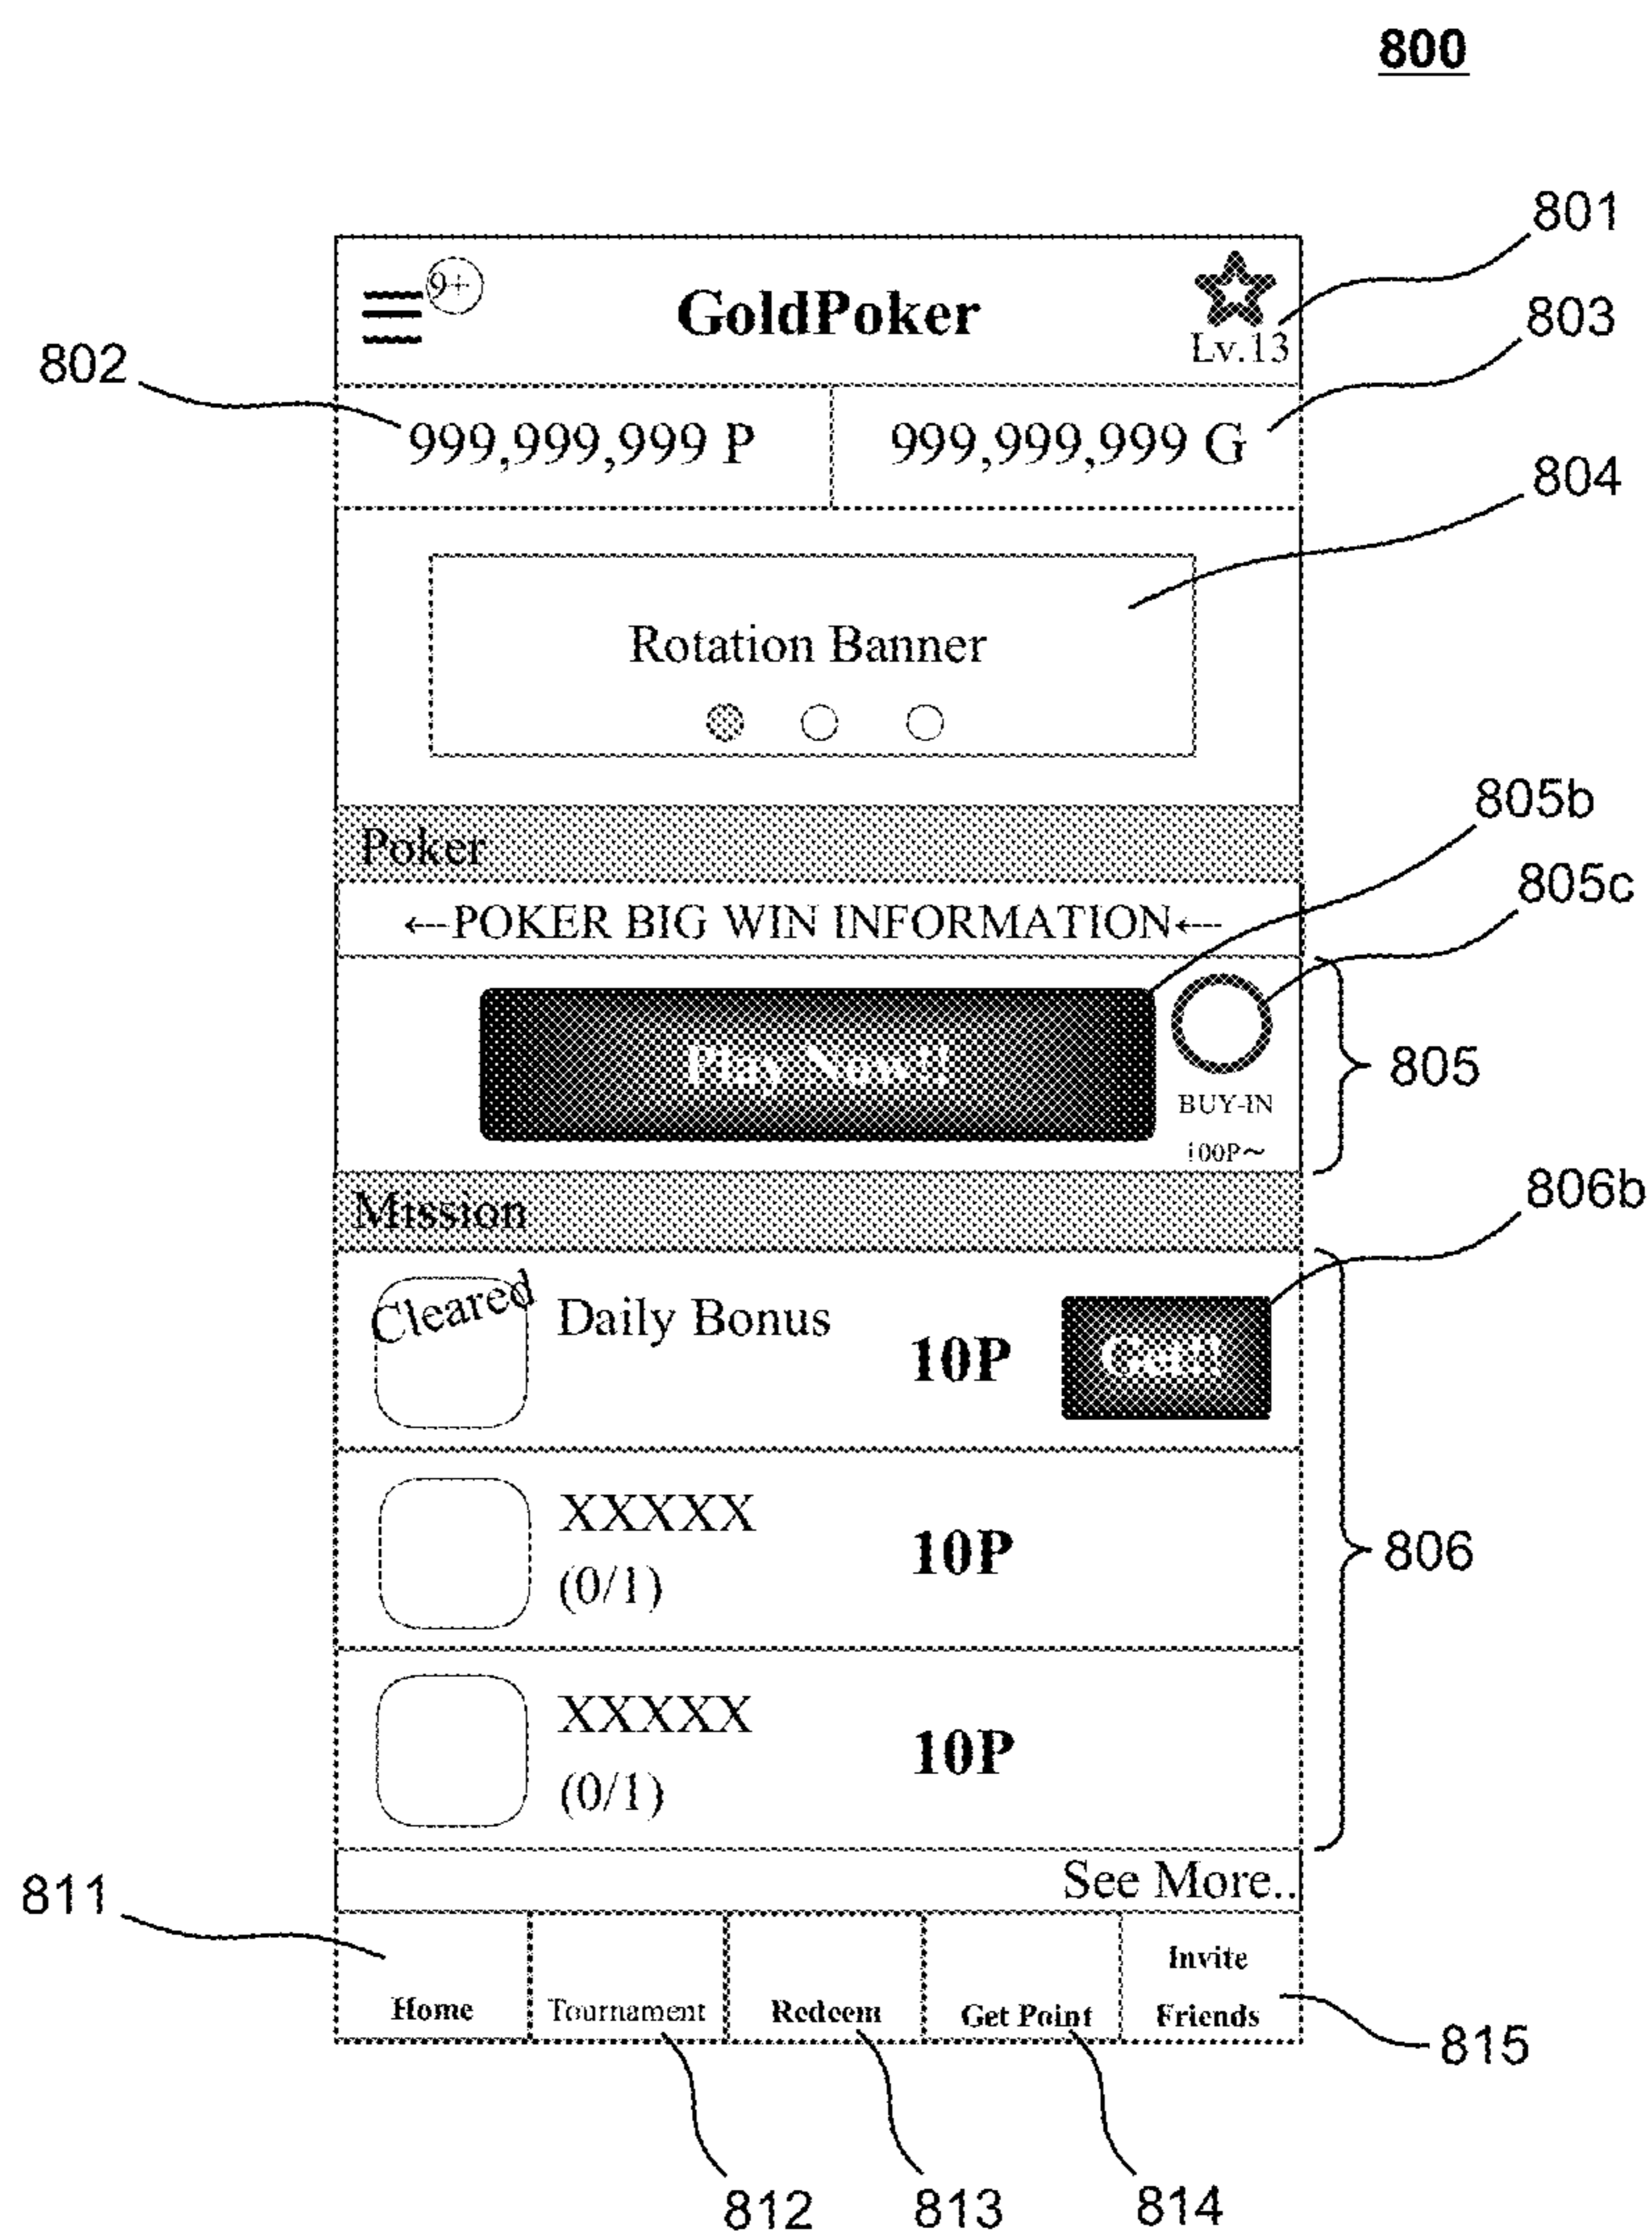 800
801
9+
GoldPoker
Lv.13
803
802
999,999,999 P
999,999,999 G
804
Rotation Banner
805b
Poker
805c
←--POKER BIG WIN INFORMATION←--
Play Now!!
BUY-IN
805
100P～
806b
Mission
Cleared
Daily Bonus
10P
Get!!
XXXXX
10P
(0/1)
806
XXXXX
10P
(0/1)
See More..
811
Home
Tournament
Redeem
Get Point
Invite
Friends
815
812
813
814